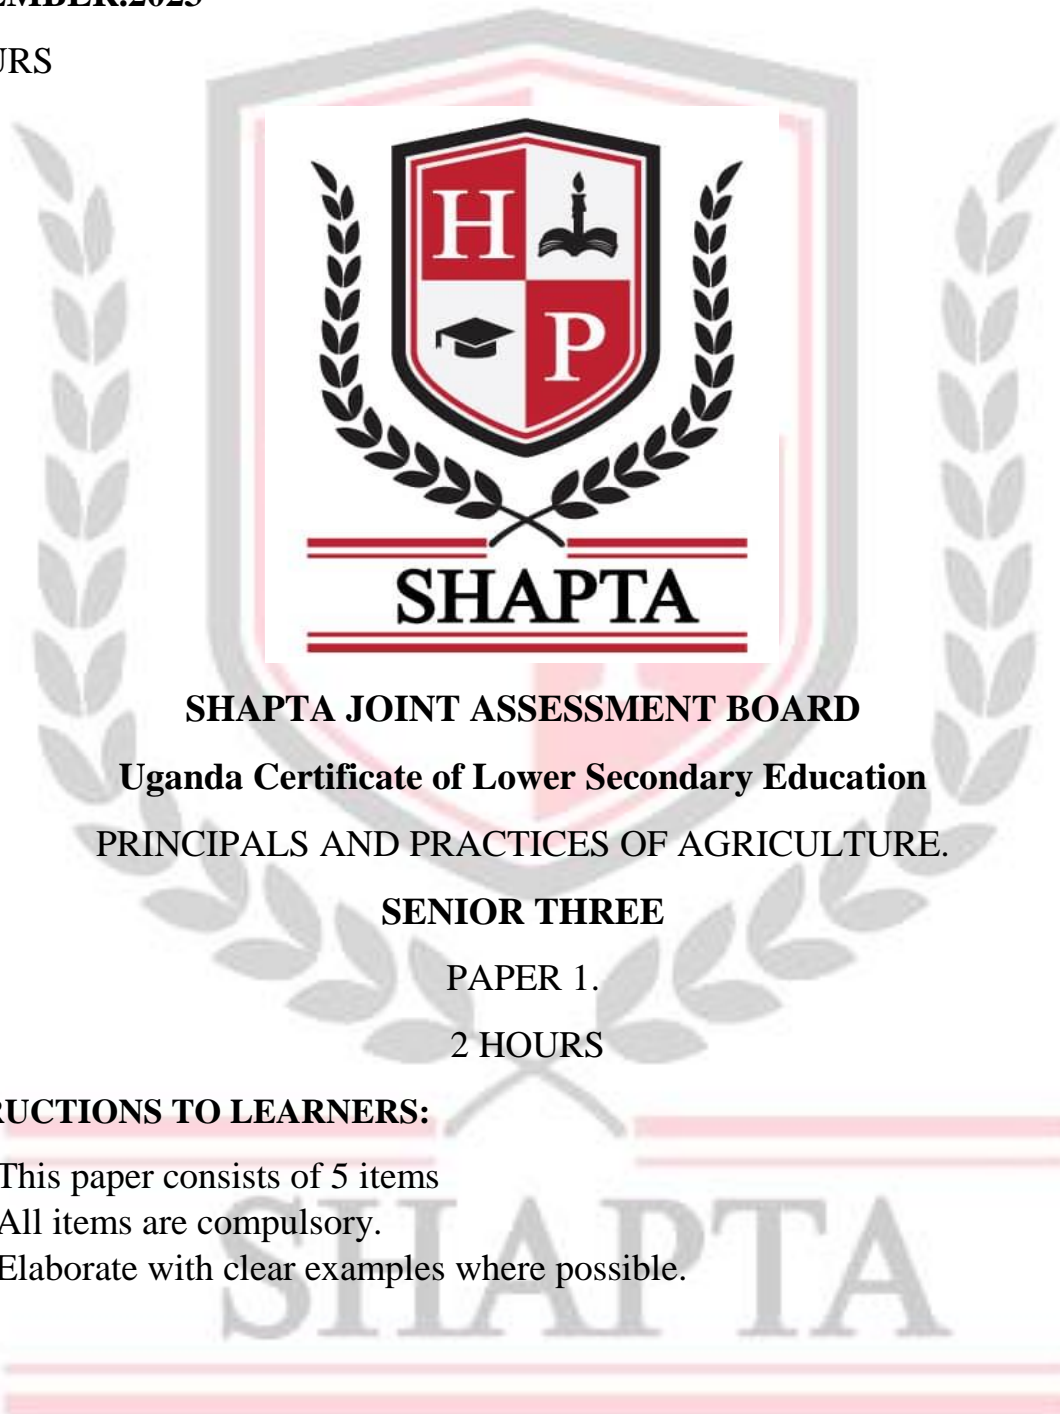 EMBER.2025
URS
H
P
SHAPTA
SHAPTA JOINT ASSESSMENT BOARD
Uganda Certificate of Lower Secondary Education
PRINCIPALS AND PRACTICES OF AGRICULTURE.
SENIOR THREE
PAPER 1.
2 HOURS
RUCTIONS TO LEARNERS:
This paper consists of 5 items
All items are compulsory.
Elaborate with clear examples where possible.
SHAPTA